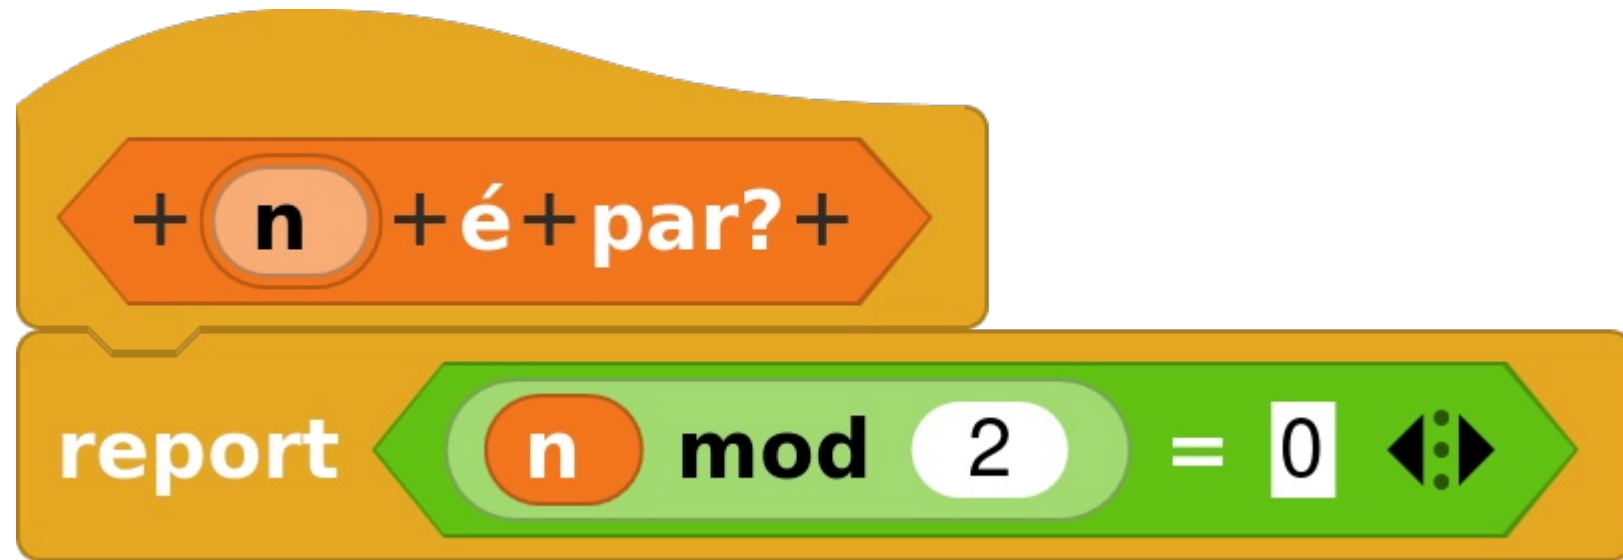 + n + é + par? +
report n mod 2 = 0